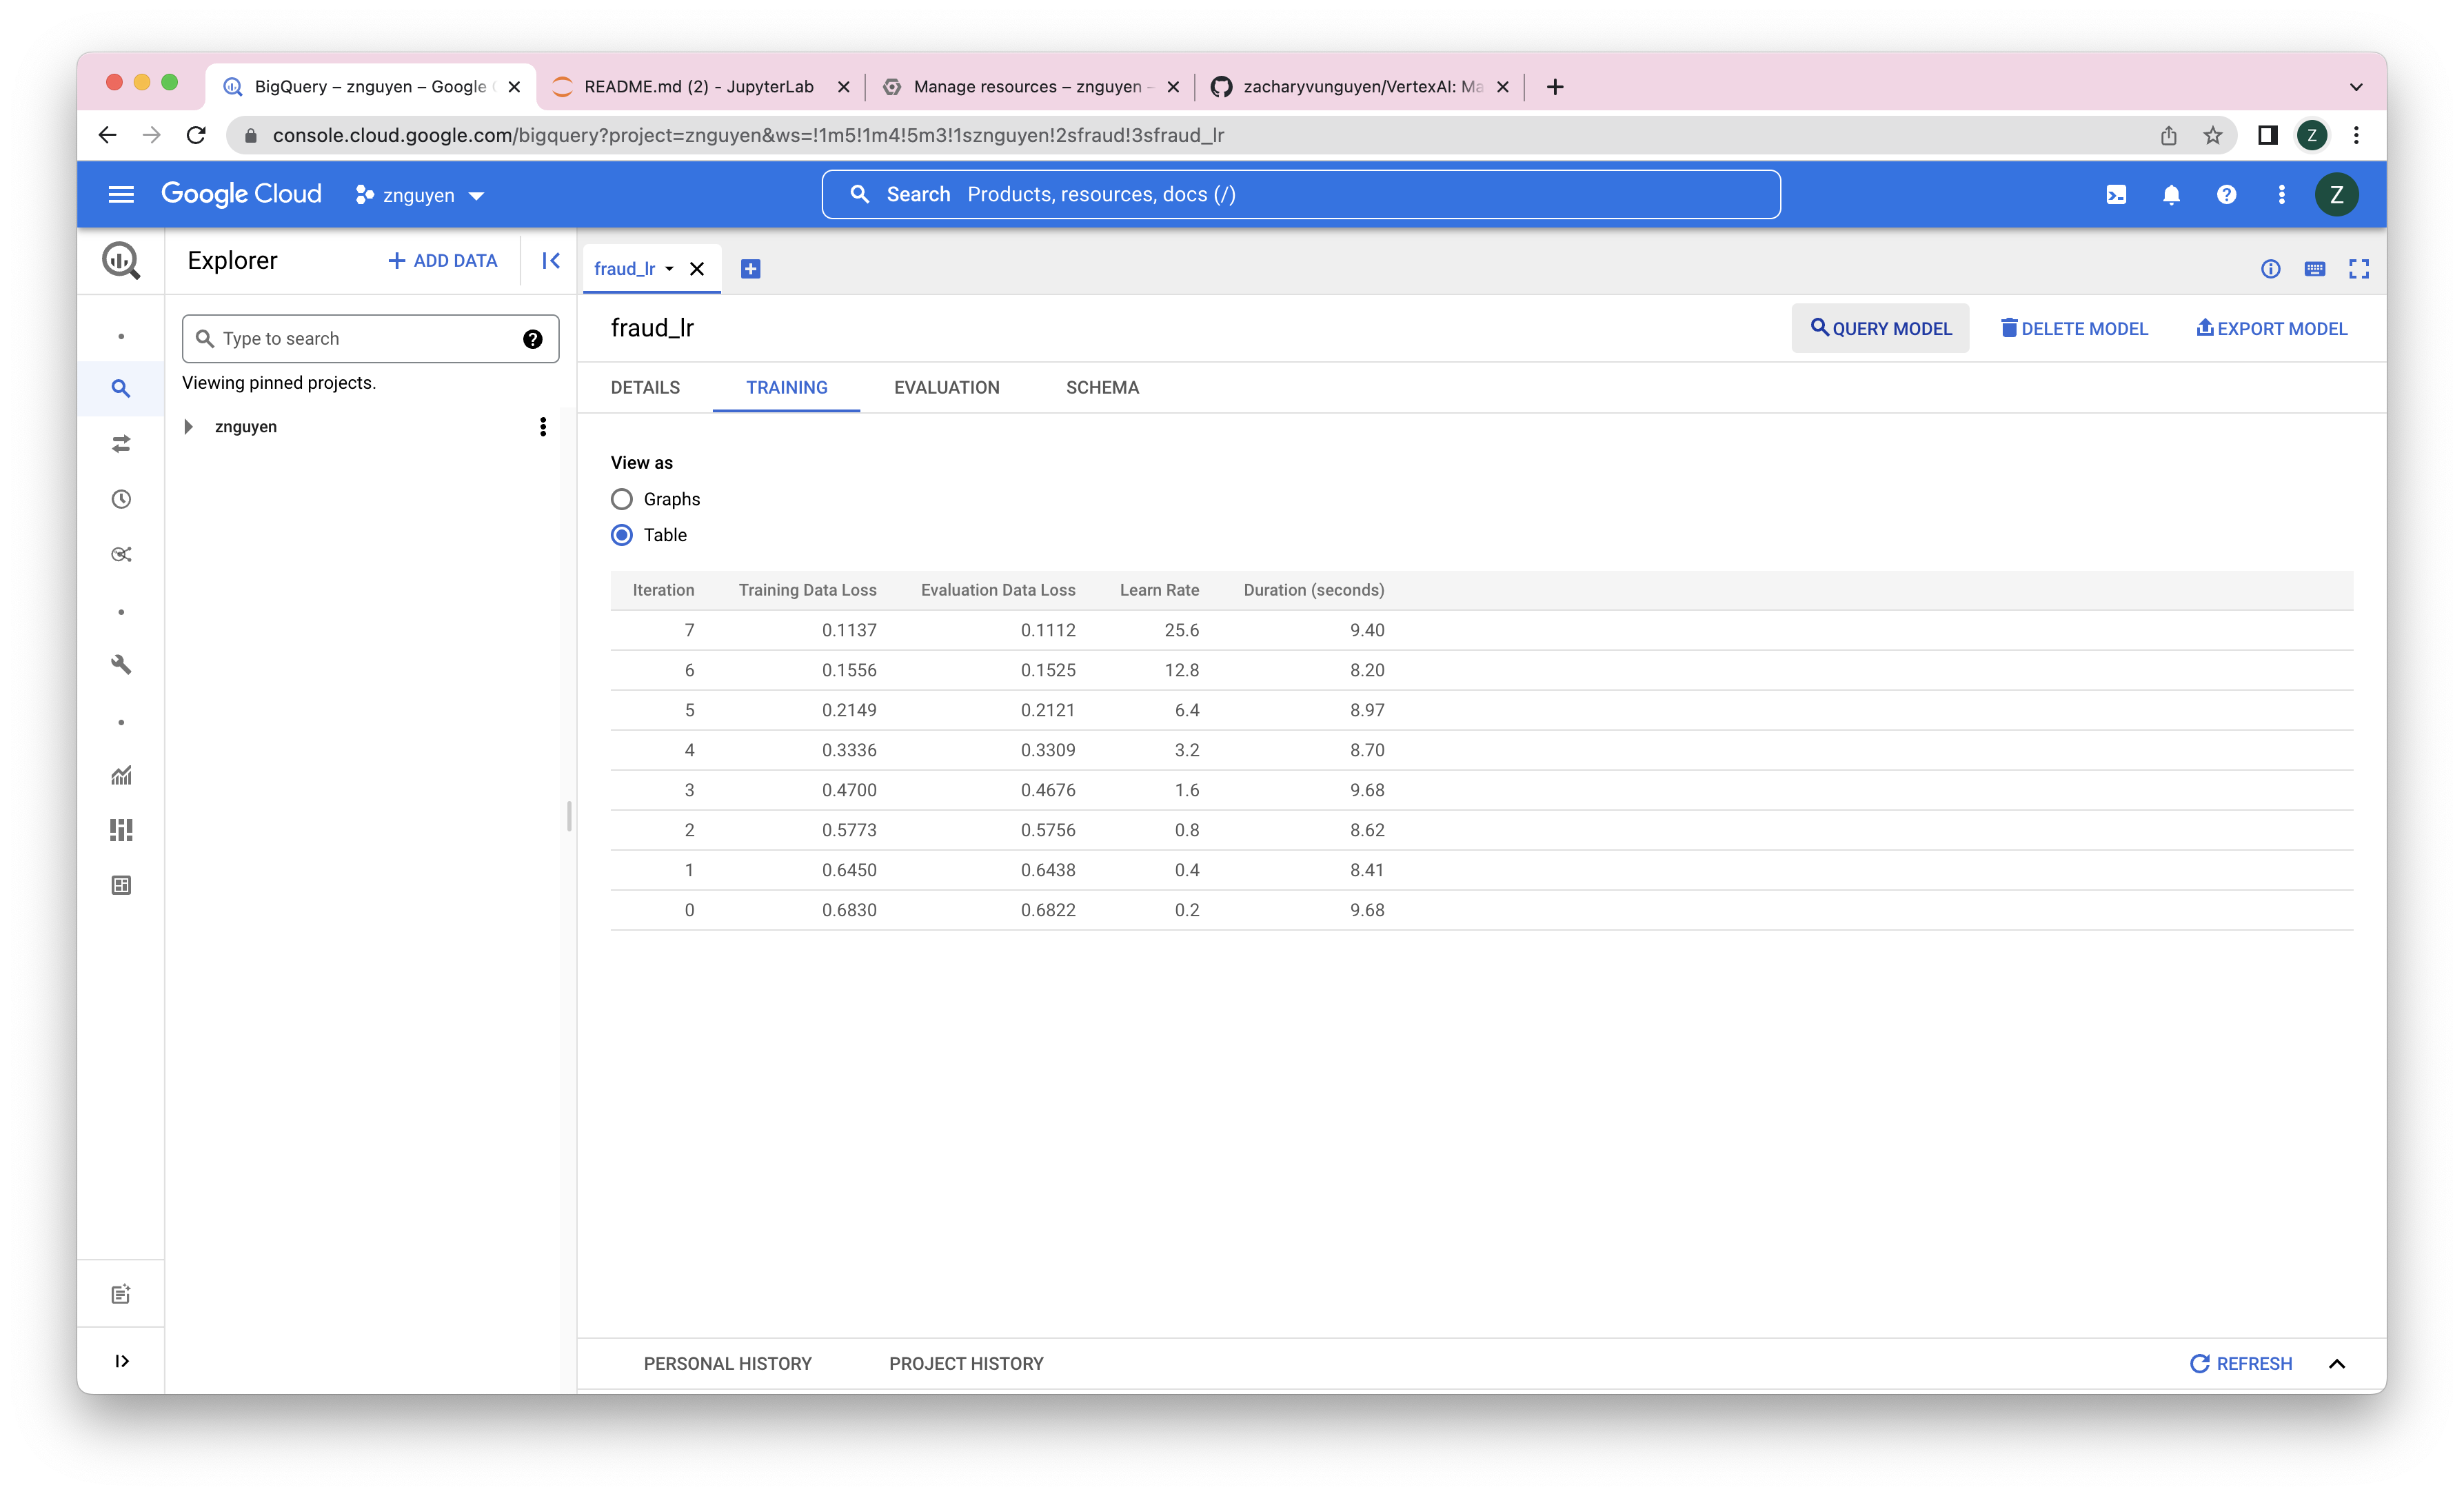 BigQuery – znguyen – Google
README.md (2) - JupyterLab
Manage resources – znguyen –
zacharyvunguyen/VertexAI: Ma
console.cloud.google.com/bigquery?project=znguyen&ws=!1m5!1m4!5m3!1sznguyen!2sfraud!3sfraud_lr
Z
Google Cloud
znguyen
Search Products, resources, docs (/)
Z
Explorer
ADD DATA
fraud_lr
Type to search
Viewing pinned projects.
znguyen
fraud_lr
QUERY MODEL
DELETE MODEL
EXPORT MODEL
DETAILS TRAINING EVALUATION SCHEMA
View as
Graphs
Table
Iteration Training Data Loss Evaluation Data Loss Learn Rate Duration (seconds)
7 0.1137 0.1112 25.6 9.40
6 0.1556 0.1525 12.8 8.20
5 0.2149 0.2121 6.4 8.97
4 0.3336 0.3309 3.2 8.70
3 0.4700 0.4676 1.6 9.68
2 0.5773 0.5756 0.8 8.62
1 0.6450 0.6438 0.4 8.41
0 0.6830 0.6822 0.2 9.68
PERSONAL HISTORY PROJECT HISTORY
REFRESH